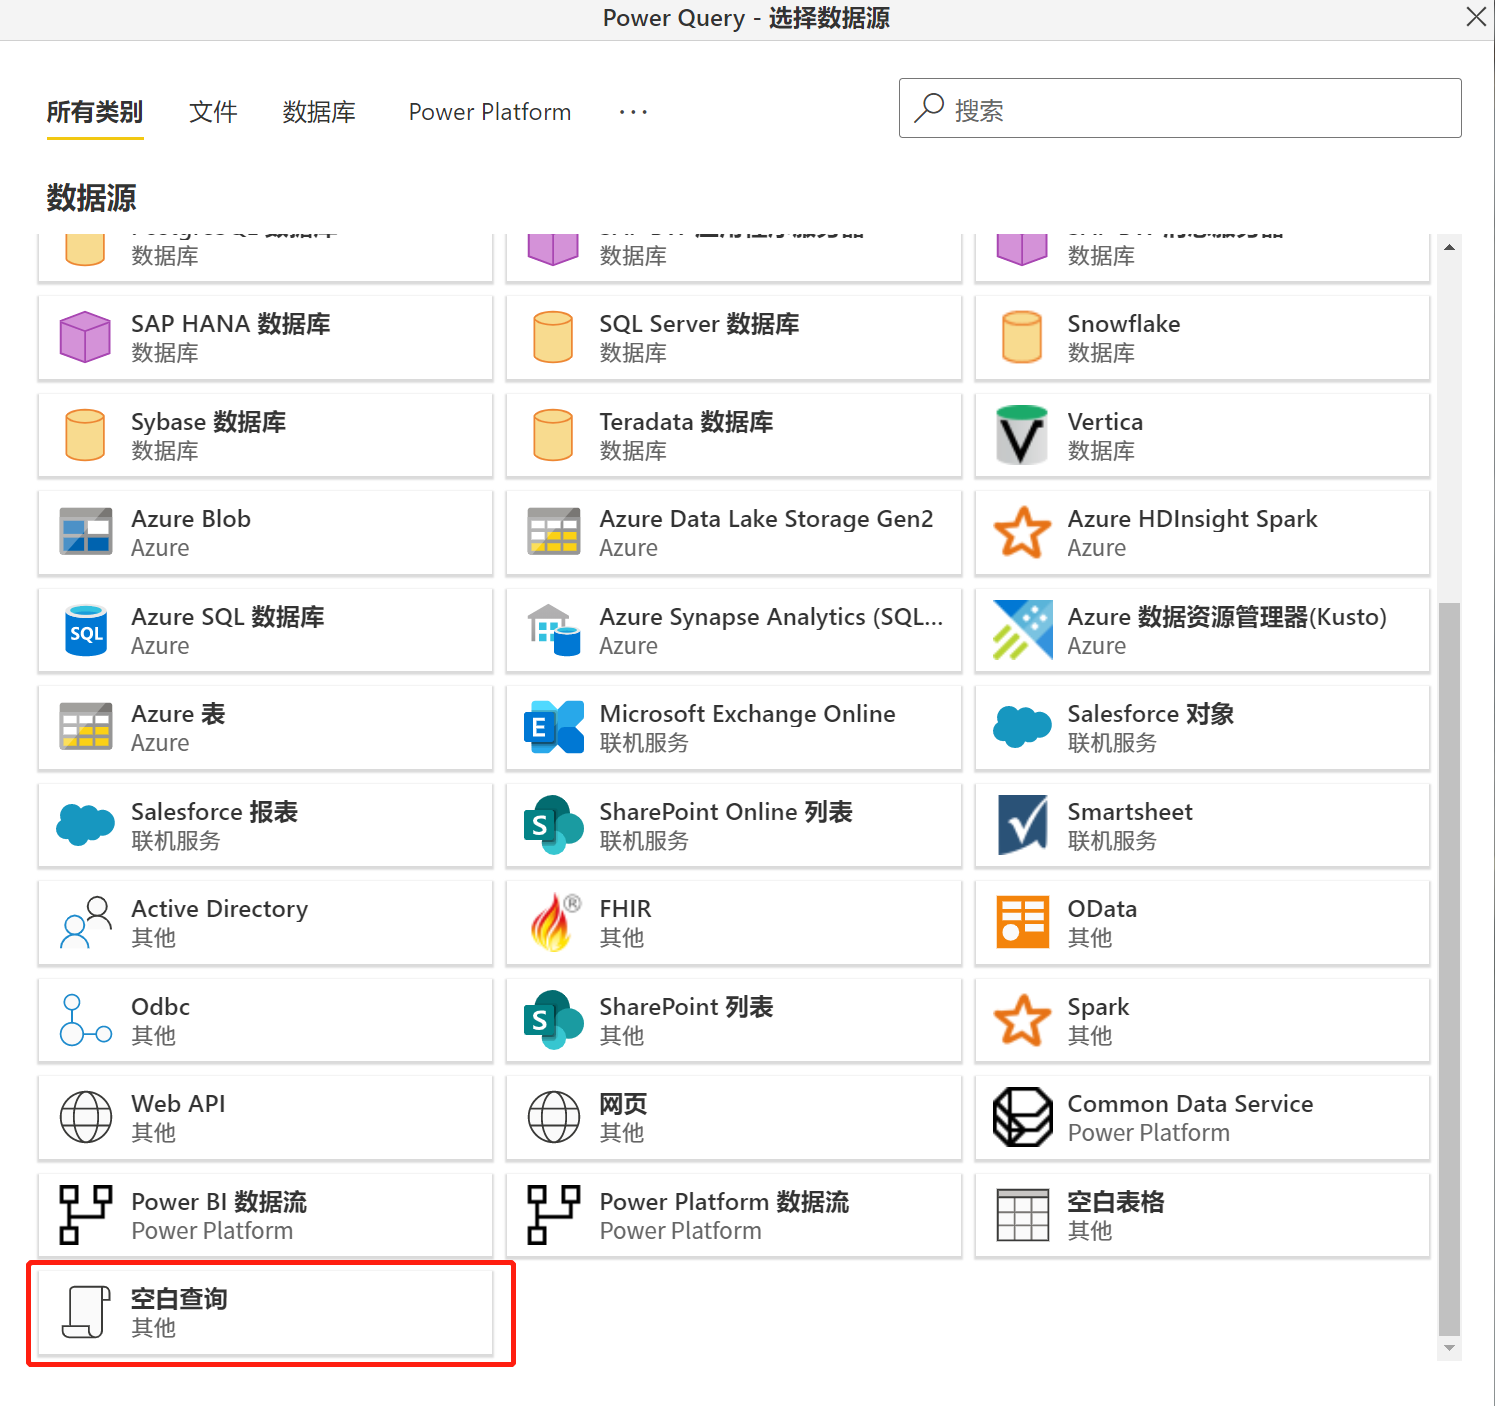 Power Query - 选择数据源
所有类别 文件 数据库 Power Platform ···
搜索
数据源
数据库 数据库 数据库
SAP HANA 数据库 SQL Server 数据库 Snowflake
数据库 数据库 数据库
Sybase 数据库 Teradata 数据库 Vertica
数据库 数据库 数据库
Azure Blob Azure Data Lake Storage Gen2 Azure HDInsight Spark
Azure Azure Azure
Azure SQL 数据库 Azure Synapse Analytics (SQL... Azure 数据资源管理器(Kusto)
SQL
Azure Azure Azure
Azure 表 Microsoft Exchange Online Salesforce 对象
E
Azure 联机服务 联机服务
Salesforce 报表 SharePoint Online 列表 Smartsheet
S
联机服务 联机服务 联机服务
Active Directory FHIR OData
®
其他 其他 其他
Odbc SharePoint 列表 Spark
S
其他 其他 其他
Web API 网页 Common Data Service
其他 其他 Power Platform
Power BI 数据流 Power Platform 数据流 空白表格
Power Platform Power Platform 其他
空白查询
其他